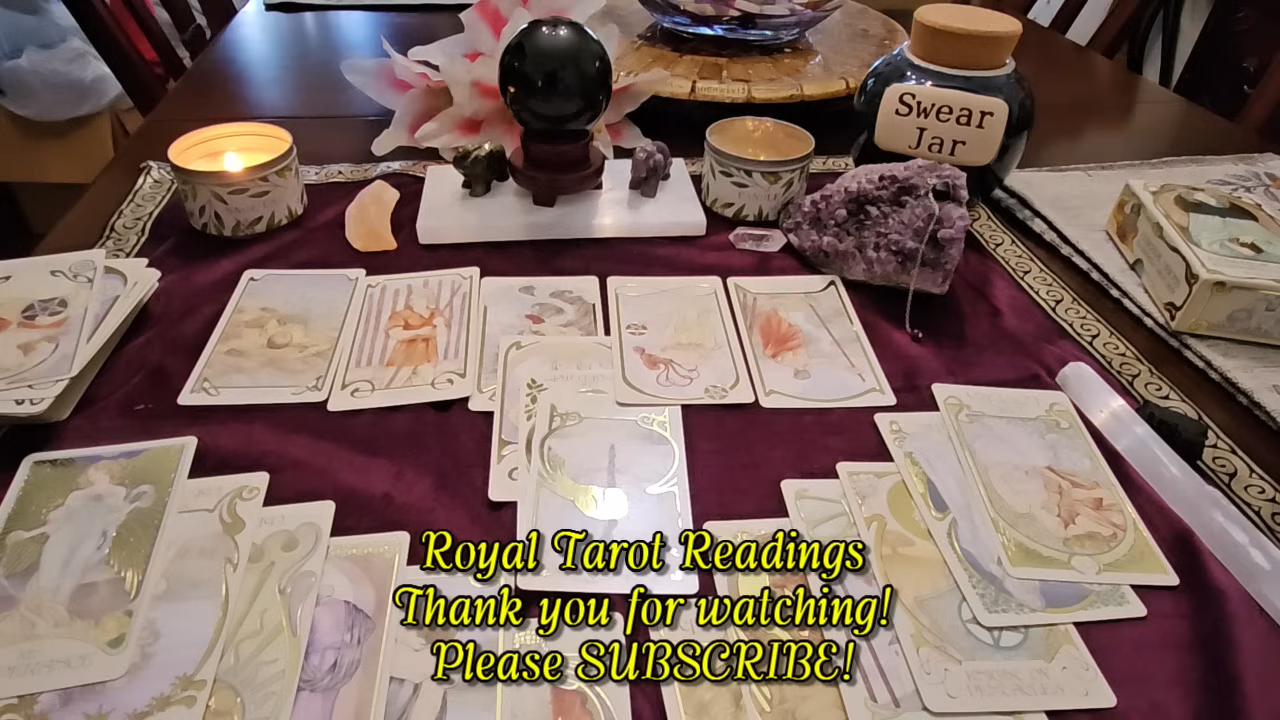 Swear
Jar
Royal Tarot Readings
Thank you for watching!
Please SUBSCRIBE!